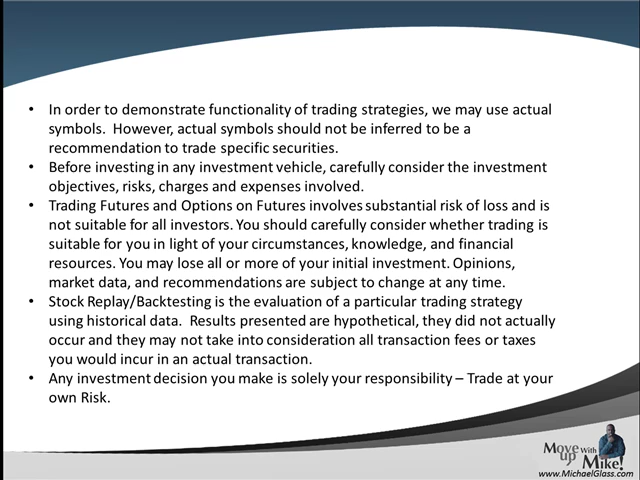 • In order to demonstrate functionality of trading strategies, we may use actual
symbols.  However, actual symbols should not be inferred to be a
recommendation to trade specific securities.
• Before investing in any investment vehicle, carefully consider the investment
objectives, risks, charges and expenses involved.
• Trading Futures and Options on Futures involves substantial risk of loss and is
not suitable for all investors. You should carefully consider whether trading is
suitable for you in light of your circumstances, knowledge, and financial
resources. You may lose all or more of your initial investment. Opinions,
market data, and recommendations are subject to change at any time.
• Stock Replay/Backtesting is the evaluation of a particular trading strategy
using historical data.  Results presented are hypothetical, they did not actually
occur and they may not take into consideration all transaction fees or taxes
you would incur in an actual transaction.
• Any investment decision you make is solely your responsibility – Trade at your
own Risk.
Move up With Mike!
www.MichaelGlass.com